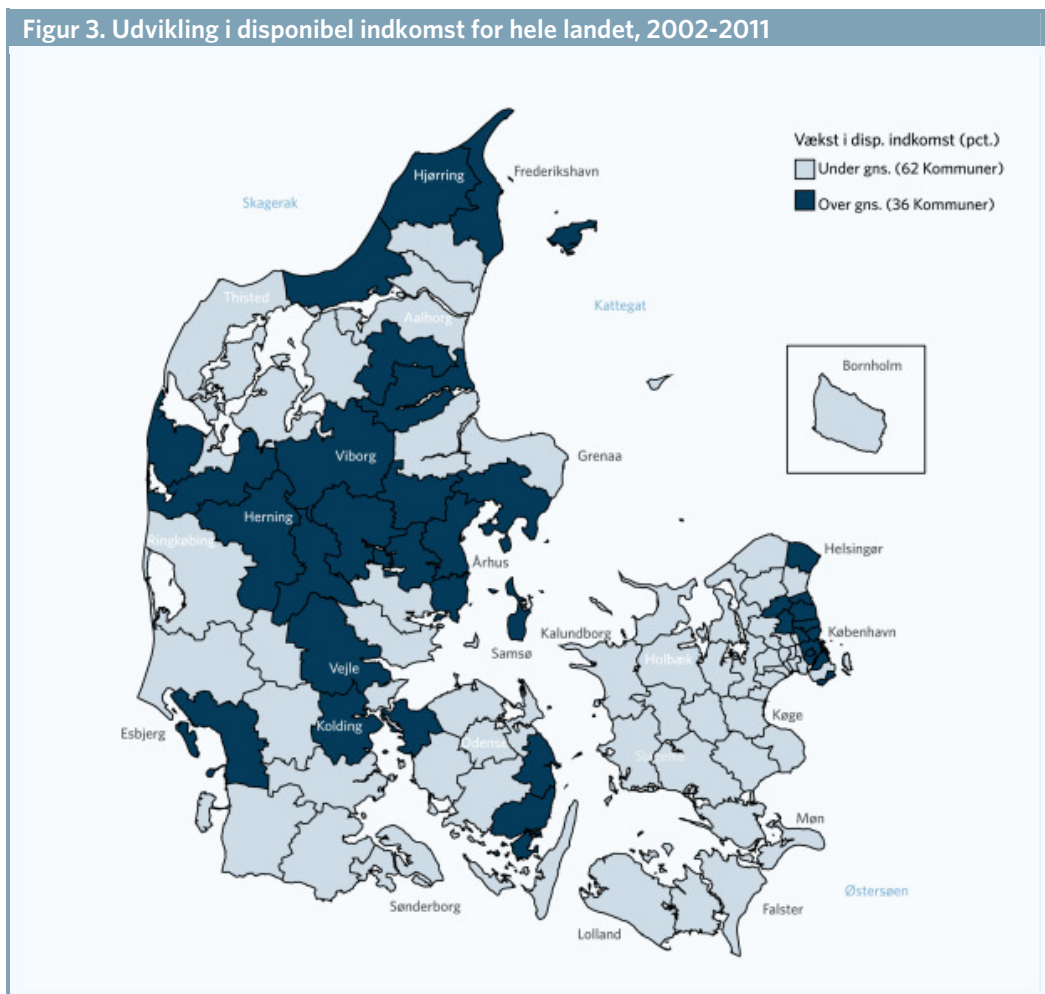 Figur 3. Udvikling i disponibel indkomst for hele landet, 2002-2011
Vækst i disp. indkomst (pct.)
Under gns. (62 Kommuner)
Over gns. (36 Kommuner)
Hjørring
Frederikshavn
Skagerak
Thisted
Aalborg
Kattegat
Bornholm
Viborg
Grenaa
Herning
Ringkøbing
Århus
Helsingør
Kalundborg
København
Samsø
Holbæk
Vejle
Esbjerg
Kolding
Odense
Køge
Slagelse
Møn
Østersøen
Sønderborg
Falster
Lolland